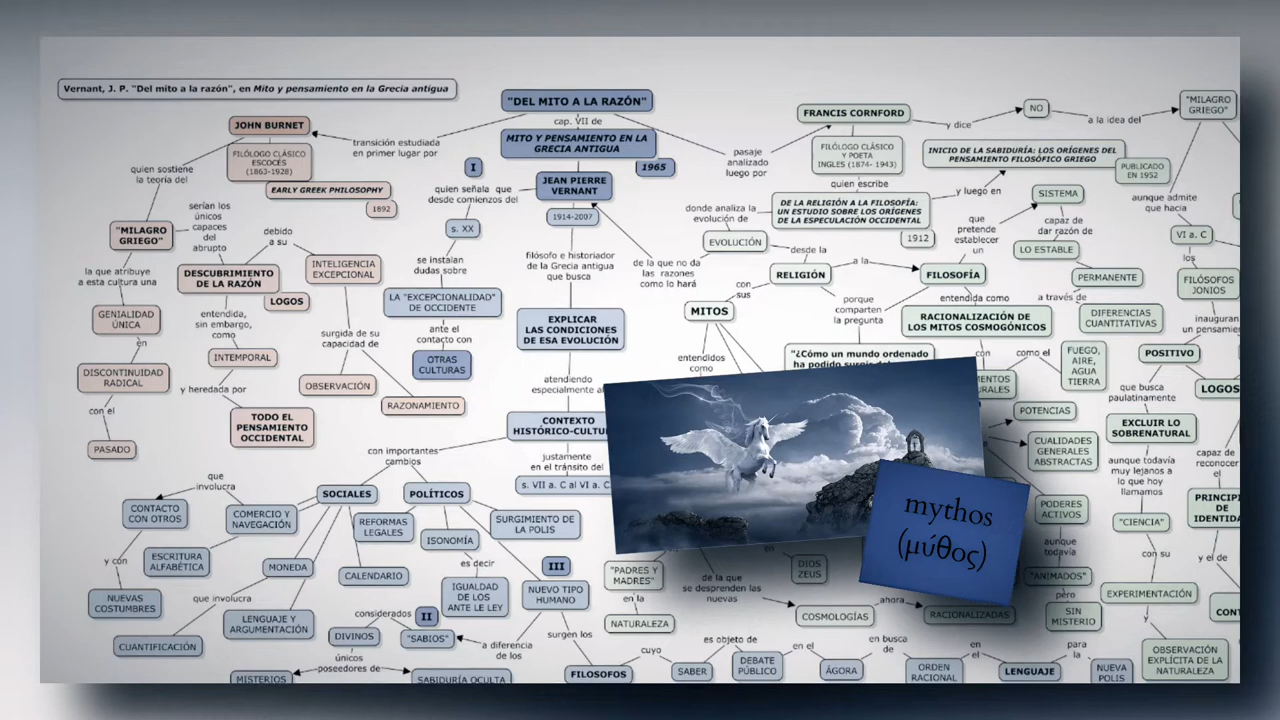 Vernant, J. P. "Del mito a la razón", en Mito y pensamiento en la Grecia antigua
"DEL MITO A LA RAZÓN"
cap. VII de
MITO Y PENSAMIENTO EN LA
GRECIA ANTIGUA
1965
JEAN PIERRE
VERNANT
1914-2007
filósofo e historiador
de la Grecia antigua
que busca
EXPLICAR
LAS CONDICIONES
DE ESA EVOLUCIÓN
atendiendo
especialmente al
CONTEXTO
justamente
en el tránsito del
s. VII a. C al VI a. C.
transición estudiada
en primer lugar por
JOHN BURNET
FILÓLOGO CLÁSICO
ESCOCÉS
(1863-1928)
EARLY GREEK PHILOSOPHY
1892
quien sostiene
la teoría del
"MILAGRO
GRIEGO"
la que atribuye
a esta cultura una
GENIALIDAD
ÚNICA
en
DISCONTINUIDAD
RADICAL
con el
PASADO
serían los
únicos
capaces
del
abrupto
DESCUBRIMIENTO
DE LA RAZÓN
LOGOS
entendida,
sin embargo,
como
INTEMPORAL
y heredada por
TODO EL
PENSAMIENTO
OCCIDENTAL
debido
a su
INTELIGENCIA
EXCEPCIONAL
surgida de su
capacidad de
OBSERVACIÓN
RAZONAMIENTO
I
quien señala que
desde comienzos del
s. XX
se instalan
dudas sobre
LA "EXCEPCIONALIDAD"
DE OCCIDENTE
ante el
contacto con
OTRAS
CULTURAS
con importantes
cambios
SOCIALES
POLÍTICOS
que
involucra
CONTACTO
CON OTROS
y con
NUEVAS
COSTUMBRES
COMERCIO Y
NAVEGACIÓN
ESCRITURA
ALFABÉTICA
MONEDA
que involucra
CUANTIFICACIÓN
LENGUAJE Y
ARGUMENTACIÓN
CALENDARIO
REFORMAS
LEGALES
ISONOMÍA
es decir
IGUALDAD
DE LOS
ANTE LE LEY
SURGIMIENTO DE
LA POLIS
III
NUEVO TIPO
HUMANO
considerados
II
DIVINOS
"SABIOS"
únicos
poseedores de
MISTERIOS
SABIDURÍA OCULTA
a diferencia
de los
surgen los
FILOSOFOS
cuyo
SABER
es objeto de
DEBATE
PÚBLICO
en el
ÁGORA
en busca
de
ORDEN
RACIONAL
en
el
LENGUAJE
para
la
NUEVA
POLIS
pasaje
analizado
luego por
FRANCIS CORNFORD
FILÓLOGO CLÁSICO
Y POETA
INGLES (1874- 1943)
quien escribe
DE LA RELIGIÓN A LA FILOSOFÍA:
UN ESTUDIO SOBRE LOS ORÍGENES
DE LA ESPECULACIÓN OCCIDENTAL
1912
y luego en
INICIO DE LA SABIDURÍA: LOS ORÍGENES DEL
PENSAMIENTO FILOSÓFICO GRIEGO
PUBLICADO
EN 1952
y dice
NO
a la idea del
"MILAGRO
GRIEGO"
donde analiza la
evolución de
EVOLUCIÓN
de la que no da
las razones
como lo hará
desde la
RELIGIÓN
a la
FILOSOFÍA
con
sus
MITOS
entendidos
como
porque
comparten
la pregunta
"¿Cómo un mundo ordenado
que
pretende
establecer
un
SISTEMA
capaz de
dar razón de
LO ESTABLE
PERMANENTE
a través de
DIFERENCIAS
CUANTITATIVAS
entendida como
RACIONALIZACIÓN DE
LOS MITOS COSMOGÓNICOS
con
como el
FUEGO,
AIRE,
AGUA
TIERRA
POTENCIAS
CUALIDADES
GENERALES
ABSTRACTAS
PODERES
ACTIVOS
aunque
todavía
"ANIMADOS"
pero
SIN
MISTERIO
mythos
(μύθος)
"PADRES Y
MADRES"
en la
NATURALEZA
de la que
se desprenden las
nuevas
en
DIOS
ZEUS
COSMOLOGÍAS
ahora
RACIONALIZADAS
aunque admite
que hacia
VI a. C
los
FILÓSOFOS
JONIOS
POSITIVO
que busca
paulatinamente
EXCLUIR LO
SOBRENATURAL
aunque todavía
muy lejanos a
lo que hoy
llamamos
"CIENCIA"
con su
EXPERIMENTACIÓN
y
OBSERVACIÓN
EXPLÍCITA DE LA
NATURALEZA
LOGOS
capaz de
reconocer
el
y el de